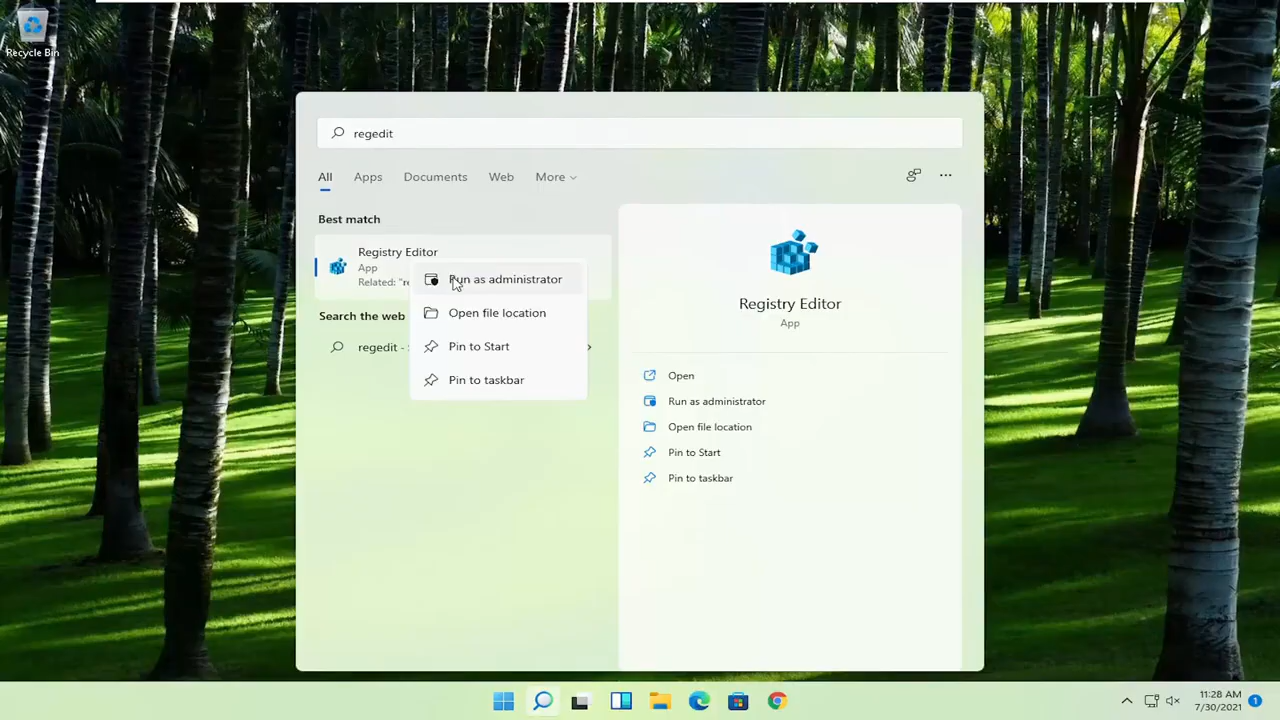 Recycle Bin
regedit
All Apps Documents Web More
Best match
Registry Editor
App
Related: "re
Run as administrator
Open file location
Pin to Start
Pin to taskbar
Search the web
regedit -
Registry Editor
App
Open
Run as administrator
Open file location
Pin to Start
Pin to taskbar
11:28 AM
7/30/2021
1